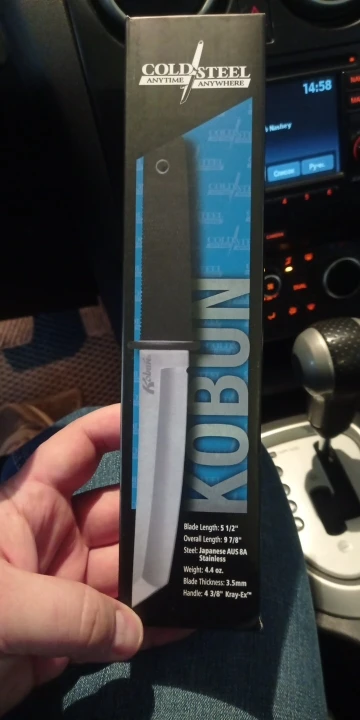 COLD STEEL
ANYTIME ANYWHERE
14:58
KOBUN
Blade Length: 5 1/2"
Overall Length: 9 7/8"
Steel: Japanese AUS 8A
Stainless
Weight: 4.4 oz.
Blade Thickness: 3.5mm
Handle: 4 3/8" Kray-Ex™